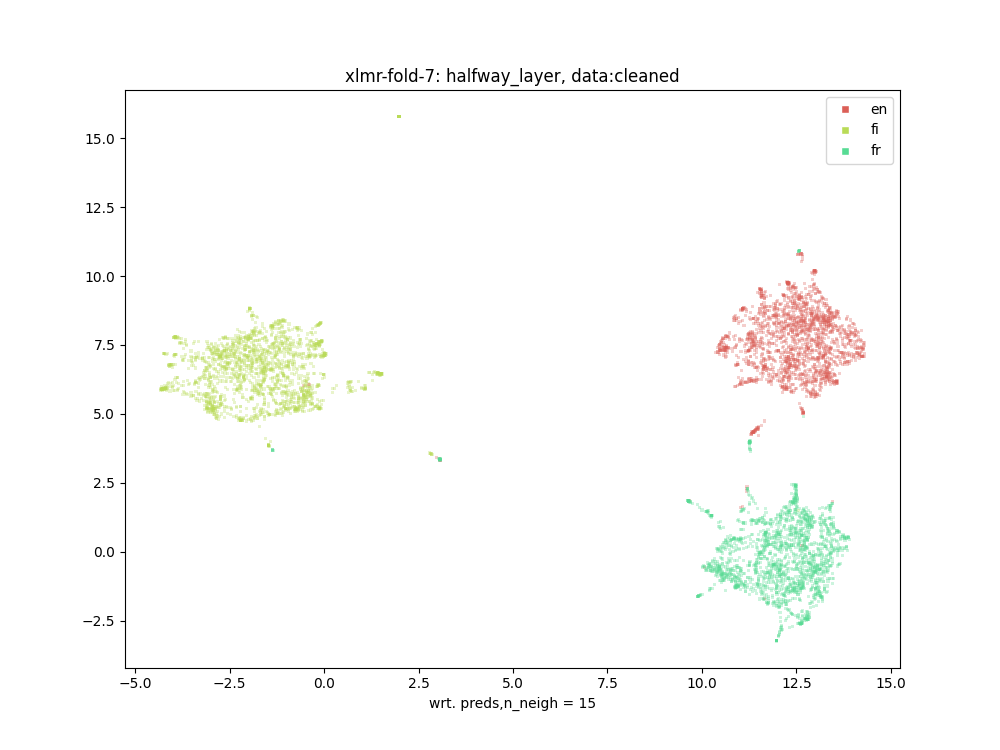 xlmr-fold-7: halfway_layer, data:cleaned
en
fi
fr
15.0
12.5
10.0
7.5
5.0
2.5
0.0
−2.5
−5.0 −2.5 0.0 2.5 5.0 7.5 10.0 12.5 15.0
wrt. preds,n_neigh = 15